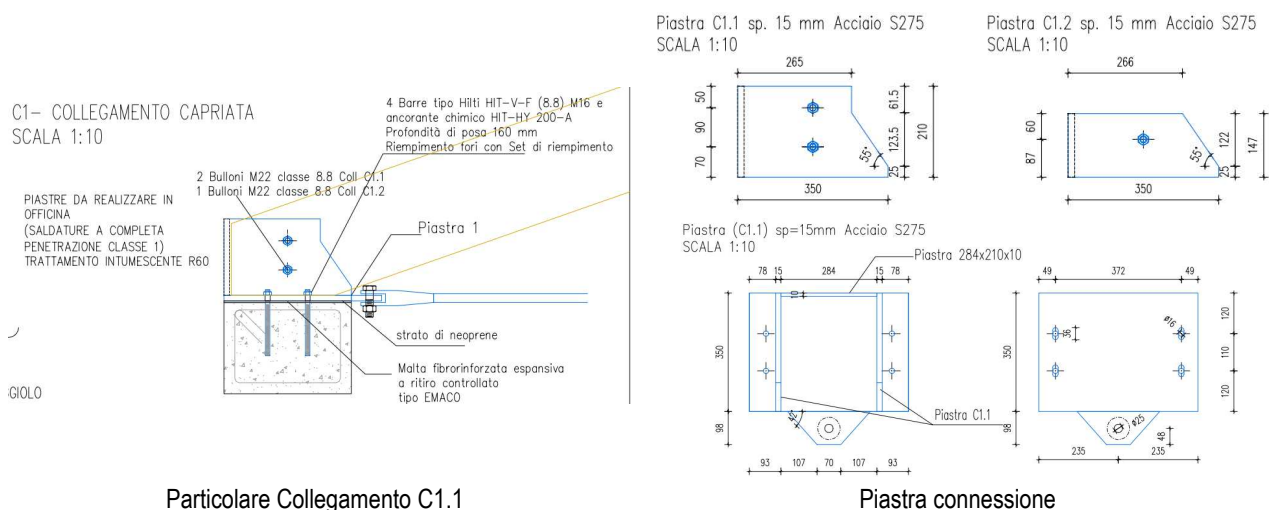 C1- COLLEGAMENTO CAPRIATA
SCALA 1:10
4 Barre tipo Hilti HIT-V-F (8.8) M16 e
ancorante chimico HIT-HY 200-A
Profondità di posa 160 mm
Riempimento fori con Set di riempimento
2 Bulloni M22 classe 8.8 Coll C1.1
1 Bulloni M22 classe 8.8 Coll C1.2
PIASTRE DA REALIZZARE IN
OFFICINA
(SALDATURE A COMPLETA
PENETRAZIONE CLASSE 1)
TRATTAMENTO INTUMESCENTE R60
Piastra 1
strato di neoprene
Malta fibrorinforzata espansiva
a ritiro controllato
tipo EMACO
GIOLO
Particolare Collegamento C1.1
Piastra C1.1 sp. 15 mm Acciaio S275
SCALA 1:10
265
50
90
70
61.5
123.5
25
210
55°
350
Piastra C1.2 sp. 15 mm Acciaio S275
SCALA 1:10
266
60
87
122
25
147
55°
350
Piastra (C1.1) sp=15mm Acciaio S275
SCALA 1:10
Piastra 284x210x10
78 15 284 15 78
10
350
98
42°
Piastra C1.1
93 107 70 107 93
49 372 49
36
ø16
350
98
120
110
120
ø25
48
235 235
Piastra connessione